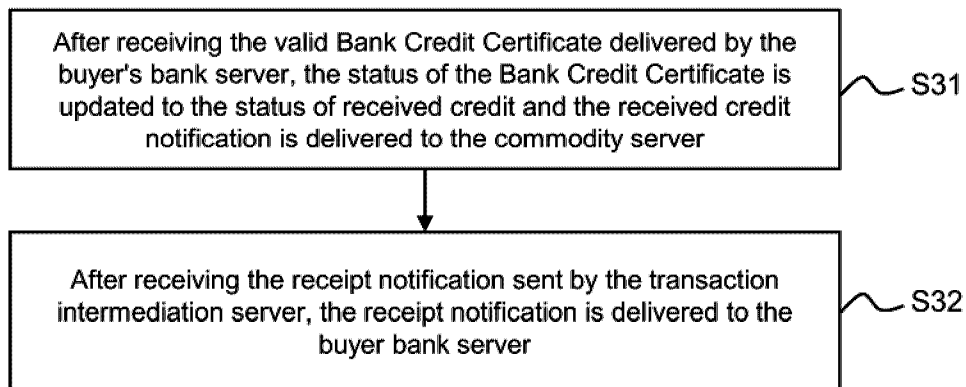 After receiving the valid Bank Credit Certificate delivered by the
buyer's bank server, the status of the Bank Credit Certificate is
updated to the status of received credit and the received credit
notification is delivered to the commodity server
S31
After receiving the receipt notification sent by the transaction
intermediation server, the receipt notification is delivered to the
buyer bank server
S32